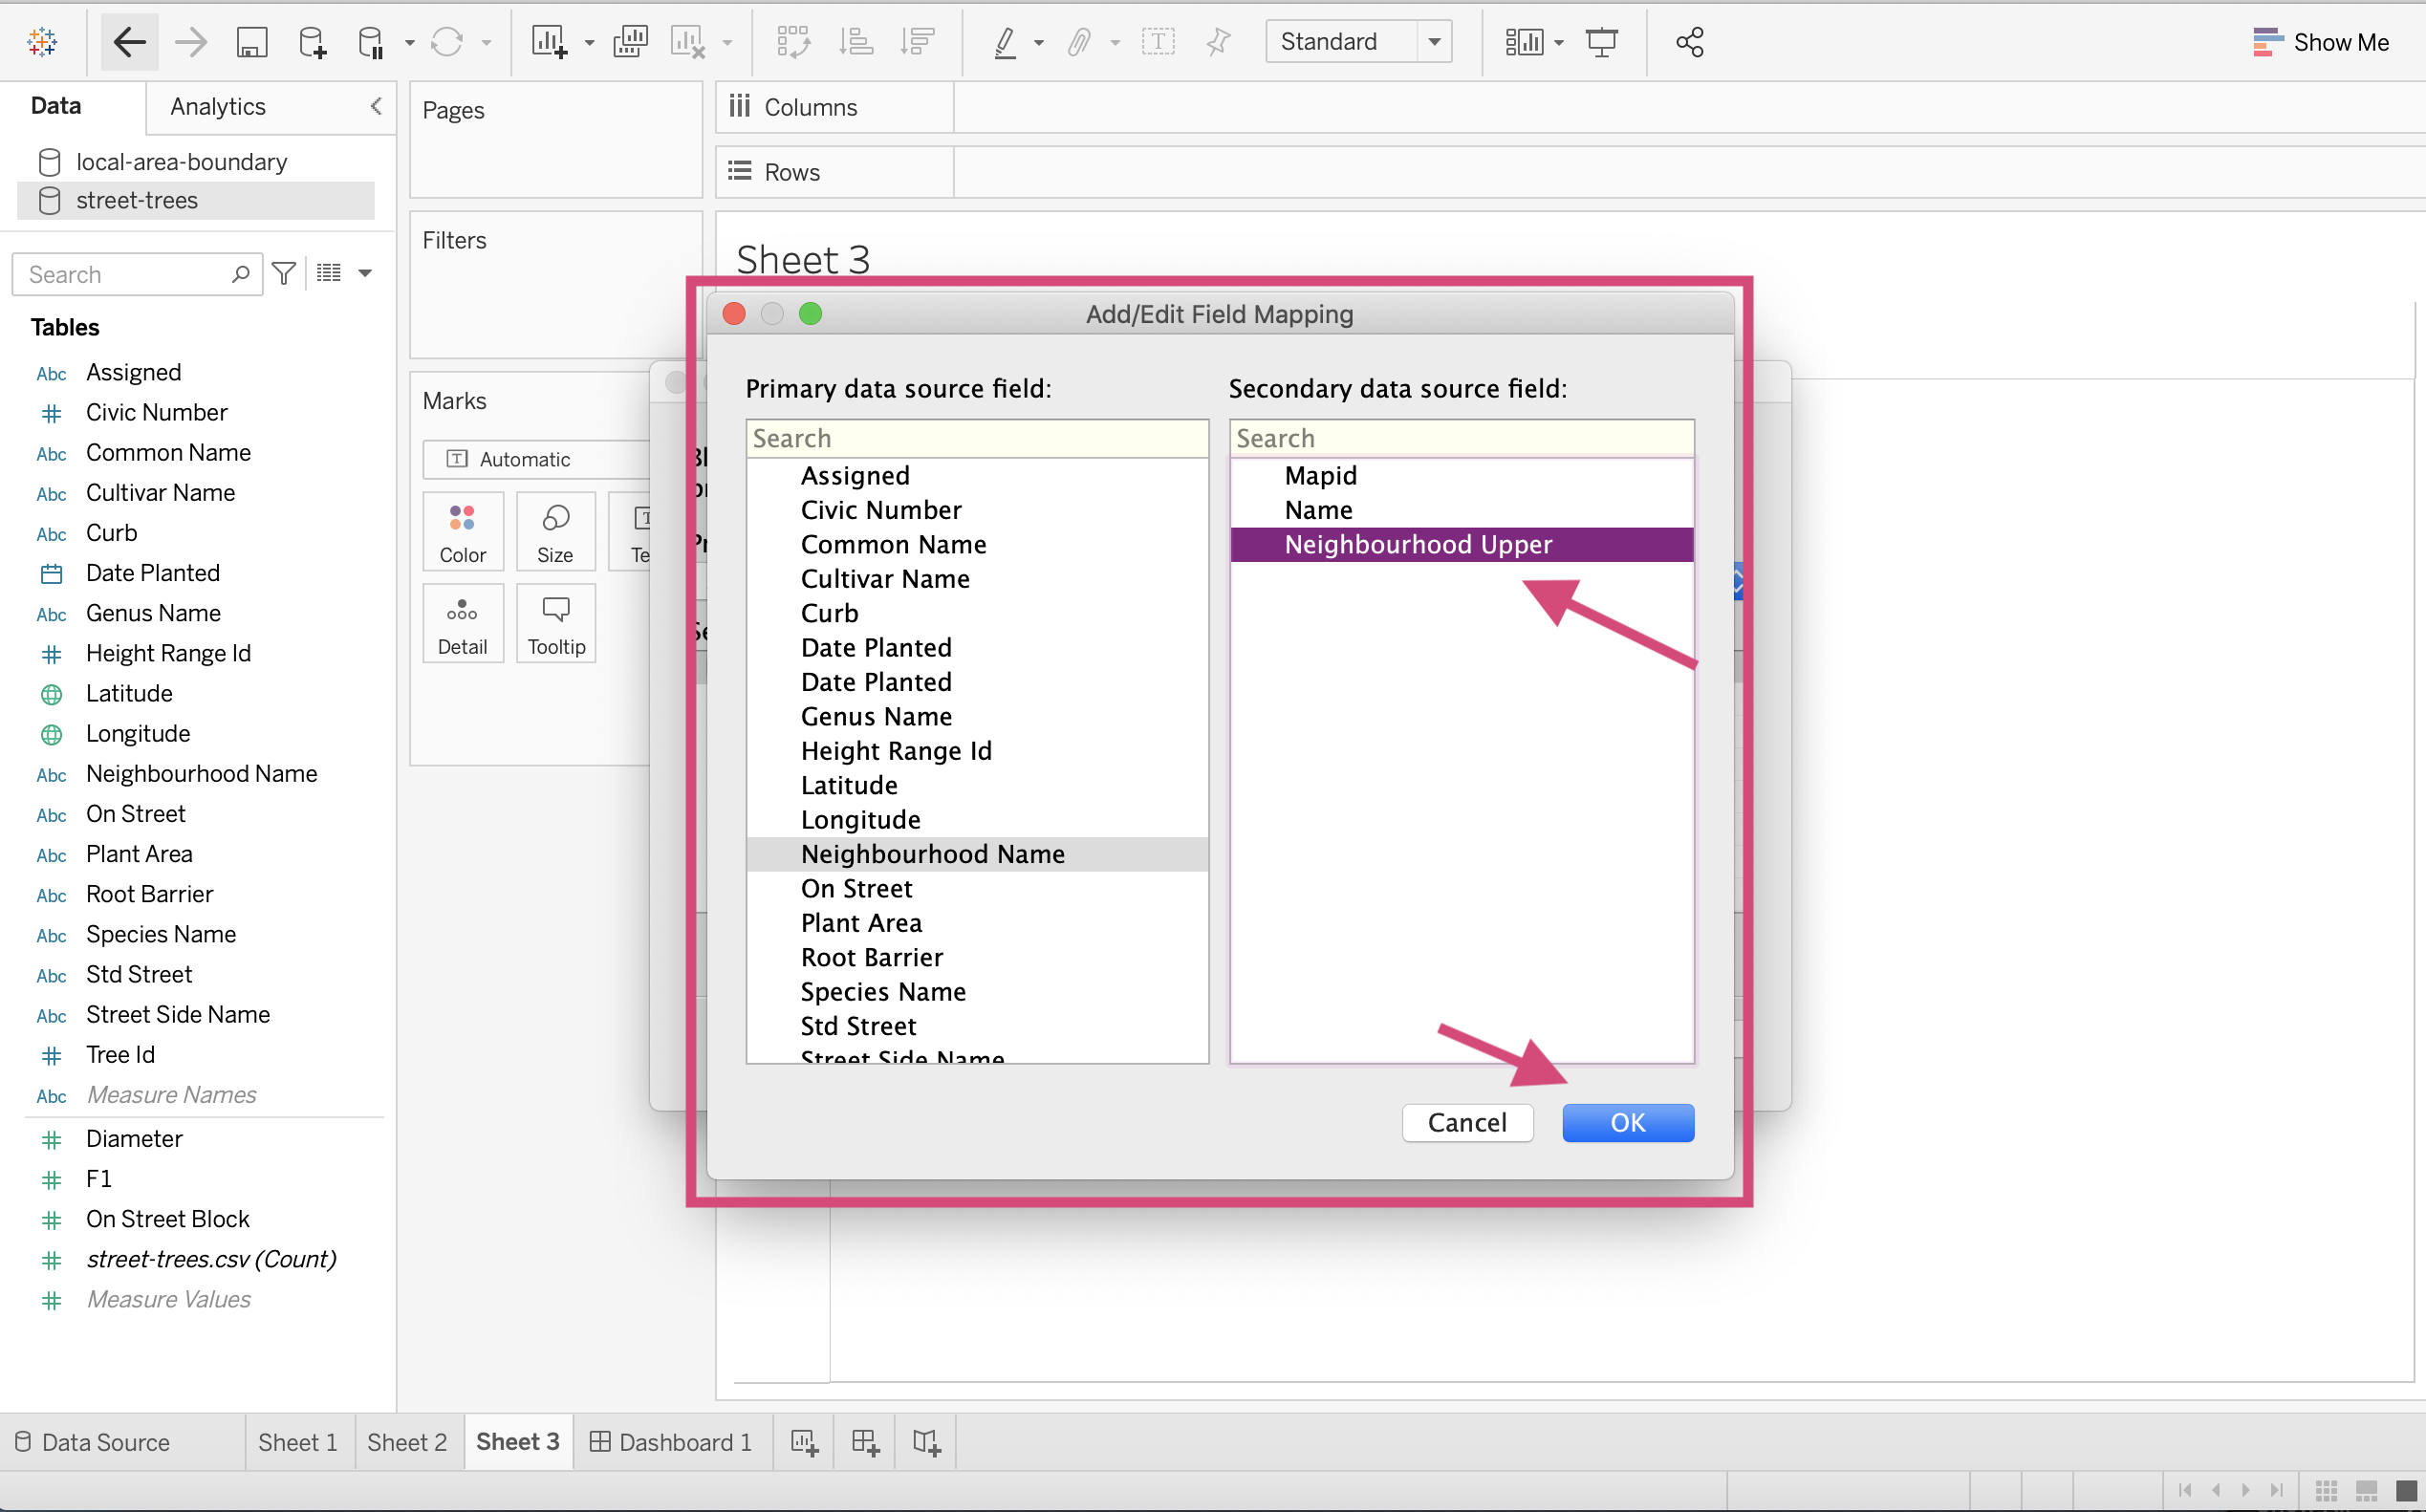 Standard
Show Me
Data
Analytics
Pages
Columns
local-area-boundary
Rows
street-trees
Filters
Sheet 3
Search
Tables
Abc Assigned
Civic Number
Abc Common Name
Abc Cultivar Name
Abc Curb
Date Planted
Abc Genus Name
Height Range Id
Latitude
Longitude
Abc Neighbourhood Name
Abc On Street
Abc Plant Area
Abc Root Barrier
Abc Species Name
Abc Std Street
Abc Street Side Name
Tree Id
Abc Measure Names
Diameter
F1
On Street Block
street-trees.csv (Count)
Measure Values
Marks
Automatic
Color
Size
Te
Detail
Tooltip
Add/Edit Field Mapping
Primary data source field:
Search
Assigned
Civic Number
Common Name
Cultivar Name
Curb
Date Planted
Date Planted
Genus Name
Height Range Id
Latitude
Longitude
Neighbourhood Name
On Street
Plant Area
Root Barrier
Species Name
Std Street
Street Side Name
Secondary data source field:
Search
Mapid
Name
Neighbourhood Upper
Cancel
OK
Data Source
Sheet 1
Sheet 2
Sheet 3
Dashboard 1